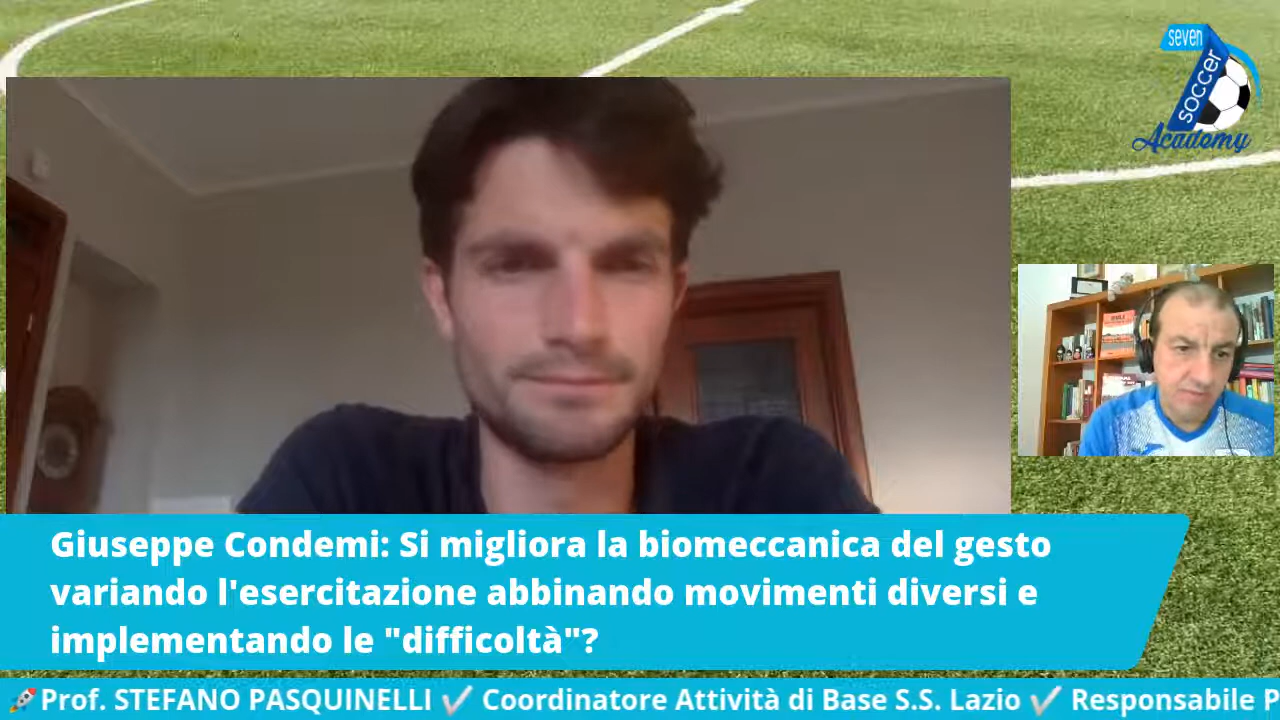 seven
soccer
Academy
Giuseppe Condemi: Si migliora la biomeccanica del gesto
variando l'esercitazione abbinando movimenti diversi e
implementando le "difficoltà"?
🚀 Prof. STEFANO PASQUINELLI ✔ Coordinatore Attività di Base S.S. Lazio ✔ Responsabile P